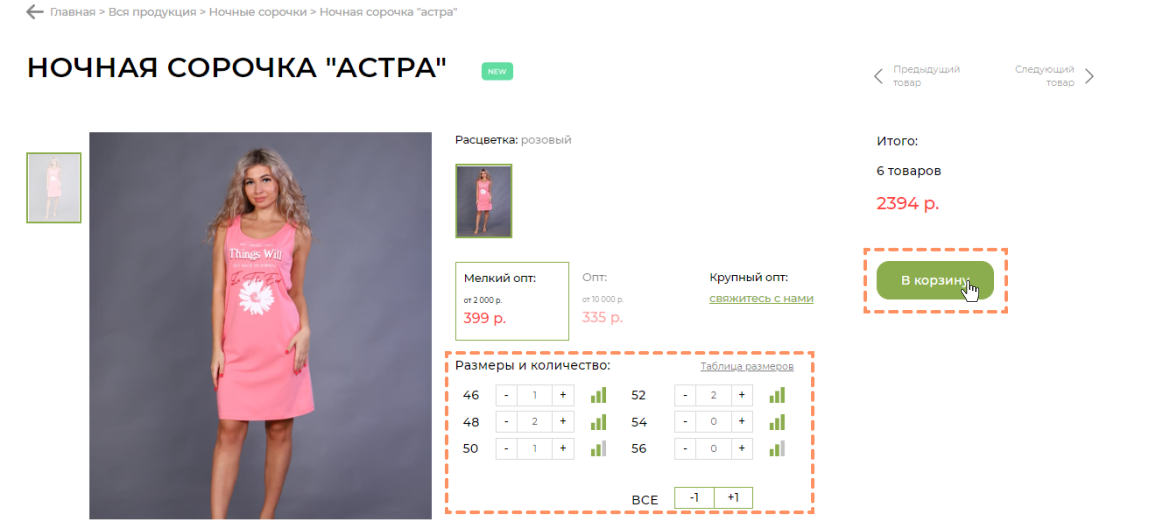 Главная > Вся продукция > Ночные сорочки > Ночная сорочка "астра"
НОЧНАЯ СОРОЧКА "АСТРА"
NEW
Предыдущий
товар
Следующий
товар
Things Will
Расцветка: розовый
Мелкий опт:
от 2 000 р.
399 р.
Опт:
от 10 000 р.
335 р.
Крупный опт:
свяжитесь с нами
Размеры и количество:
Таблица размеров
46 - 1 +
52 - 2 +
48 - 2 +
54 - 0 +
50 - 1 +
56 - 0 +
ВСЕ -1 +1
Итого:
6 товаров
2394 р.
В корзину